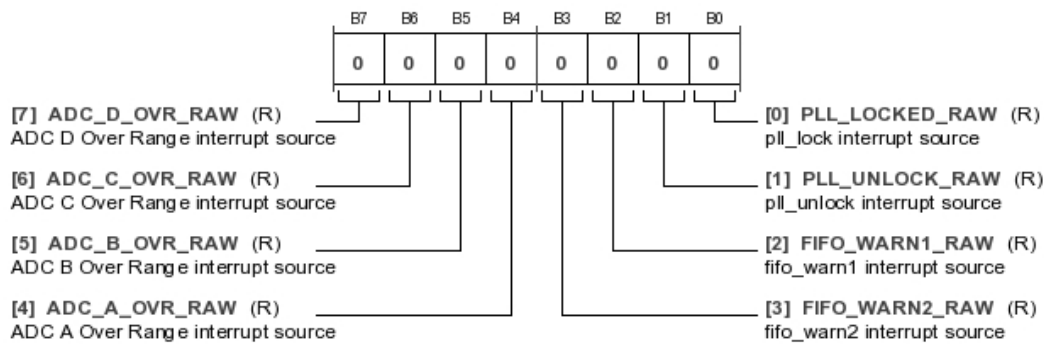 B7 B6 B5 B4 B3 B2 B1 B0
0 0 0 0 0 0 0 0
[7] ADC_D_OVR_RAW (R)
ADC D Over Range interrupt source
[6] ADC_C_OVR_RAW (R)
ADC C Over Range interrupt source
[5] ADC_B_OVR_RAW (R)
ADC B Over Range interrupt source
[4] ADC_A_OVR_RAW (R)
ADC A Over Range interrupt source
[0] PLL_LOCKED_RAW (R)
pll_lock interrupt source
[1] PLL_UNLOCK_RAW (R)
pll_unlock interrupt source
[2] FIFO_WARN1_RAW (R)
fifo_warn1 interrupt source
[3] FIFO_WARN2_RAW (R)
fifo_warn2 interrupt source